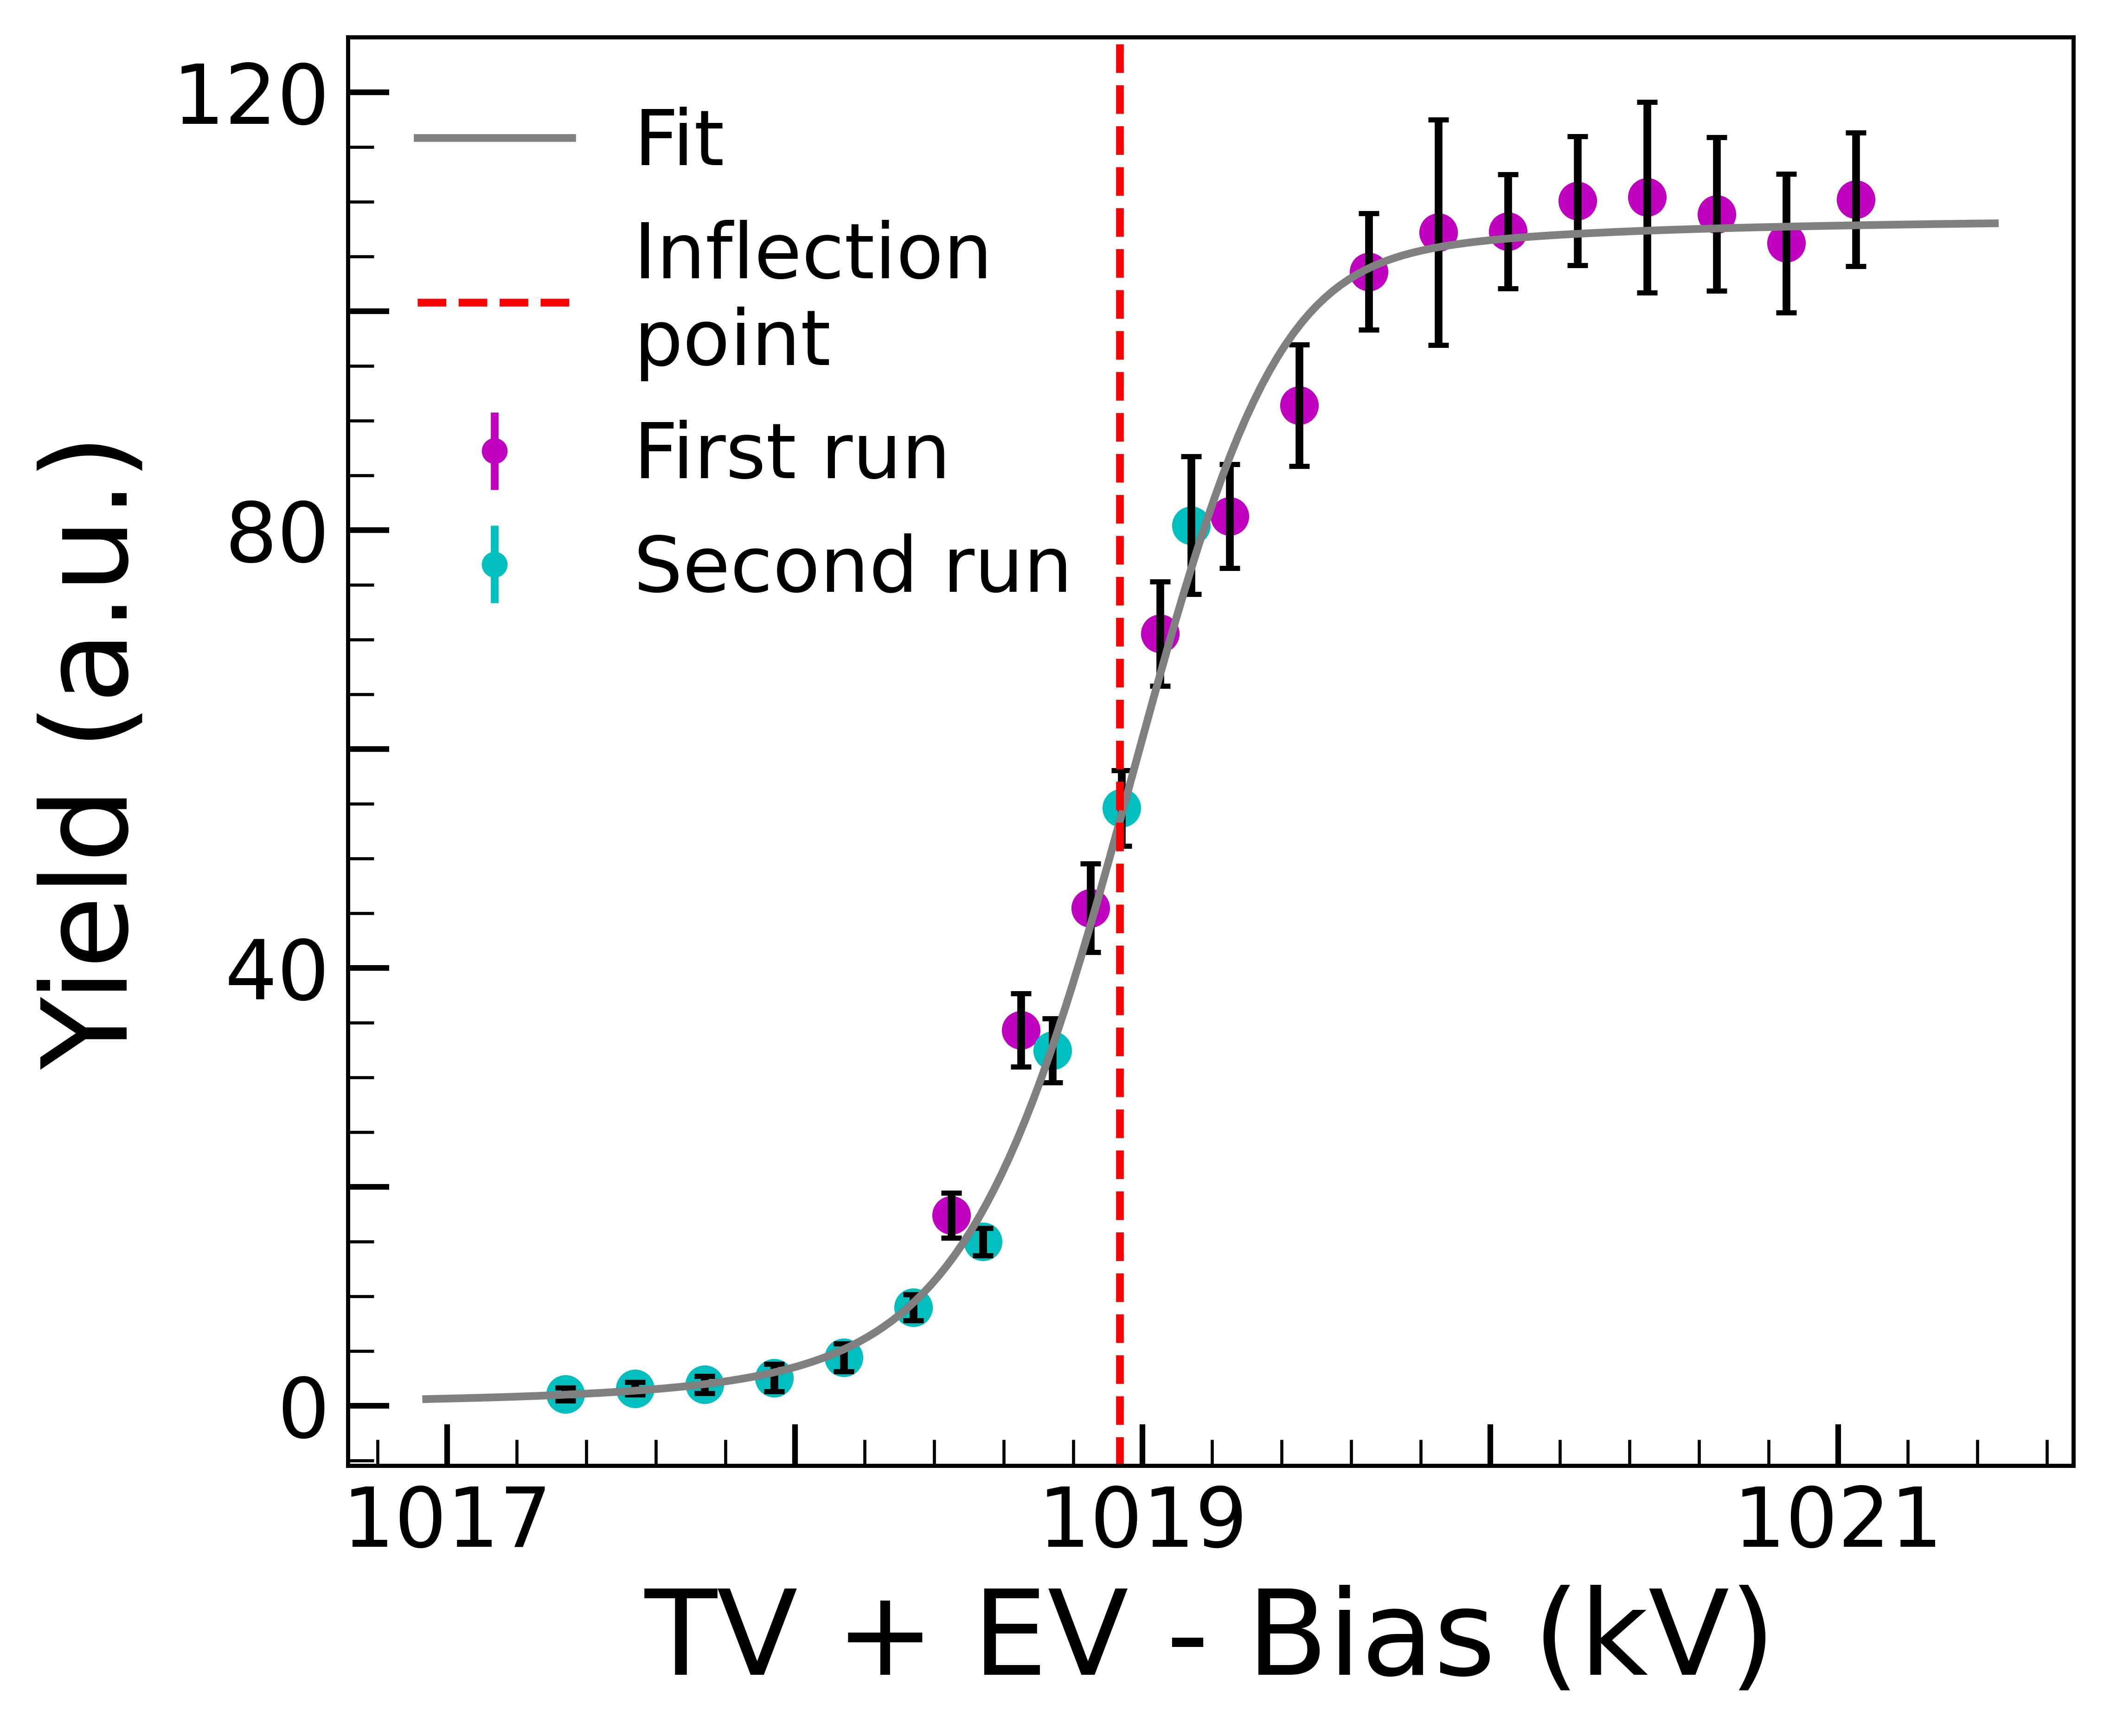 120
80
40
0
Yield (a.u.)
Fit
Inflection
point
First run
Second run
1017
1019
1021
TV + EV - Bias (kV)